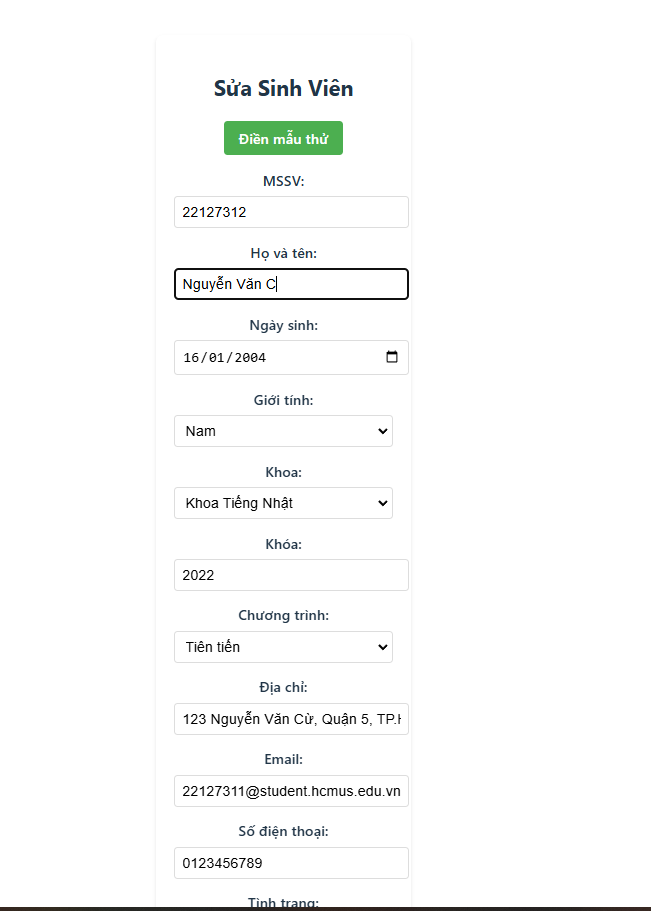 Sửa Sinh Viên
Điền mẫu thử
MSSV:
22127312
Họ và tên:
Nguyễn Văn C
Ngày sinh:
16/01/2004
Giới tính:
Nam
Khoa:
Khoa Tiếng Nhật
Khóa:
2022
Chương trình:
Tiên tiến
Địa chỉ:
123 Nguyễn Văn Cừ, Quận 5, TP.H
Email:
22127311@student.hcmus.edu.vn
Số điện thoại:
0123456789
Tình trạng: